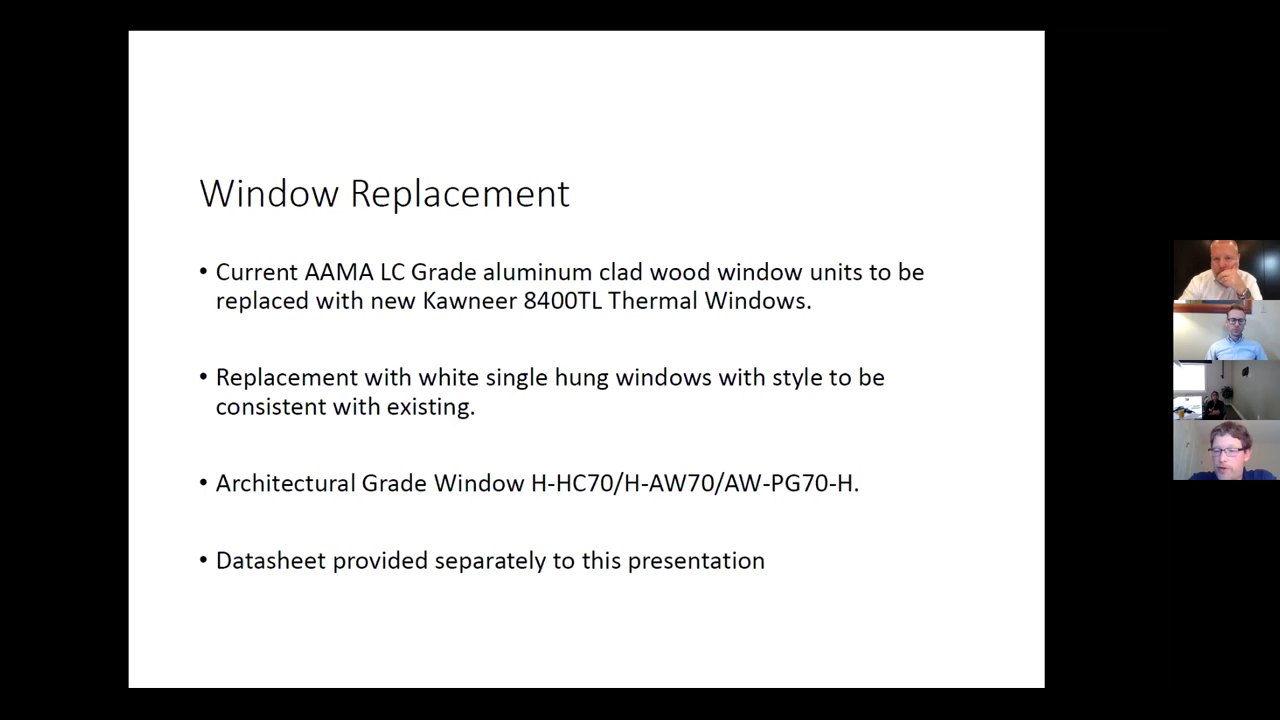 Window Replacement
• Current AAMA LC Grade aluminum clad wood window units to be
replaced with new Kawneer 8400TL Thermal Windows.
• Replacement with white single hung windows with style to be
consistent with existing.
• Architectural Grade Window H-HC70/H-AW70/AW-PG70-H.
• Datasheet provided separately to this presentation